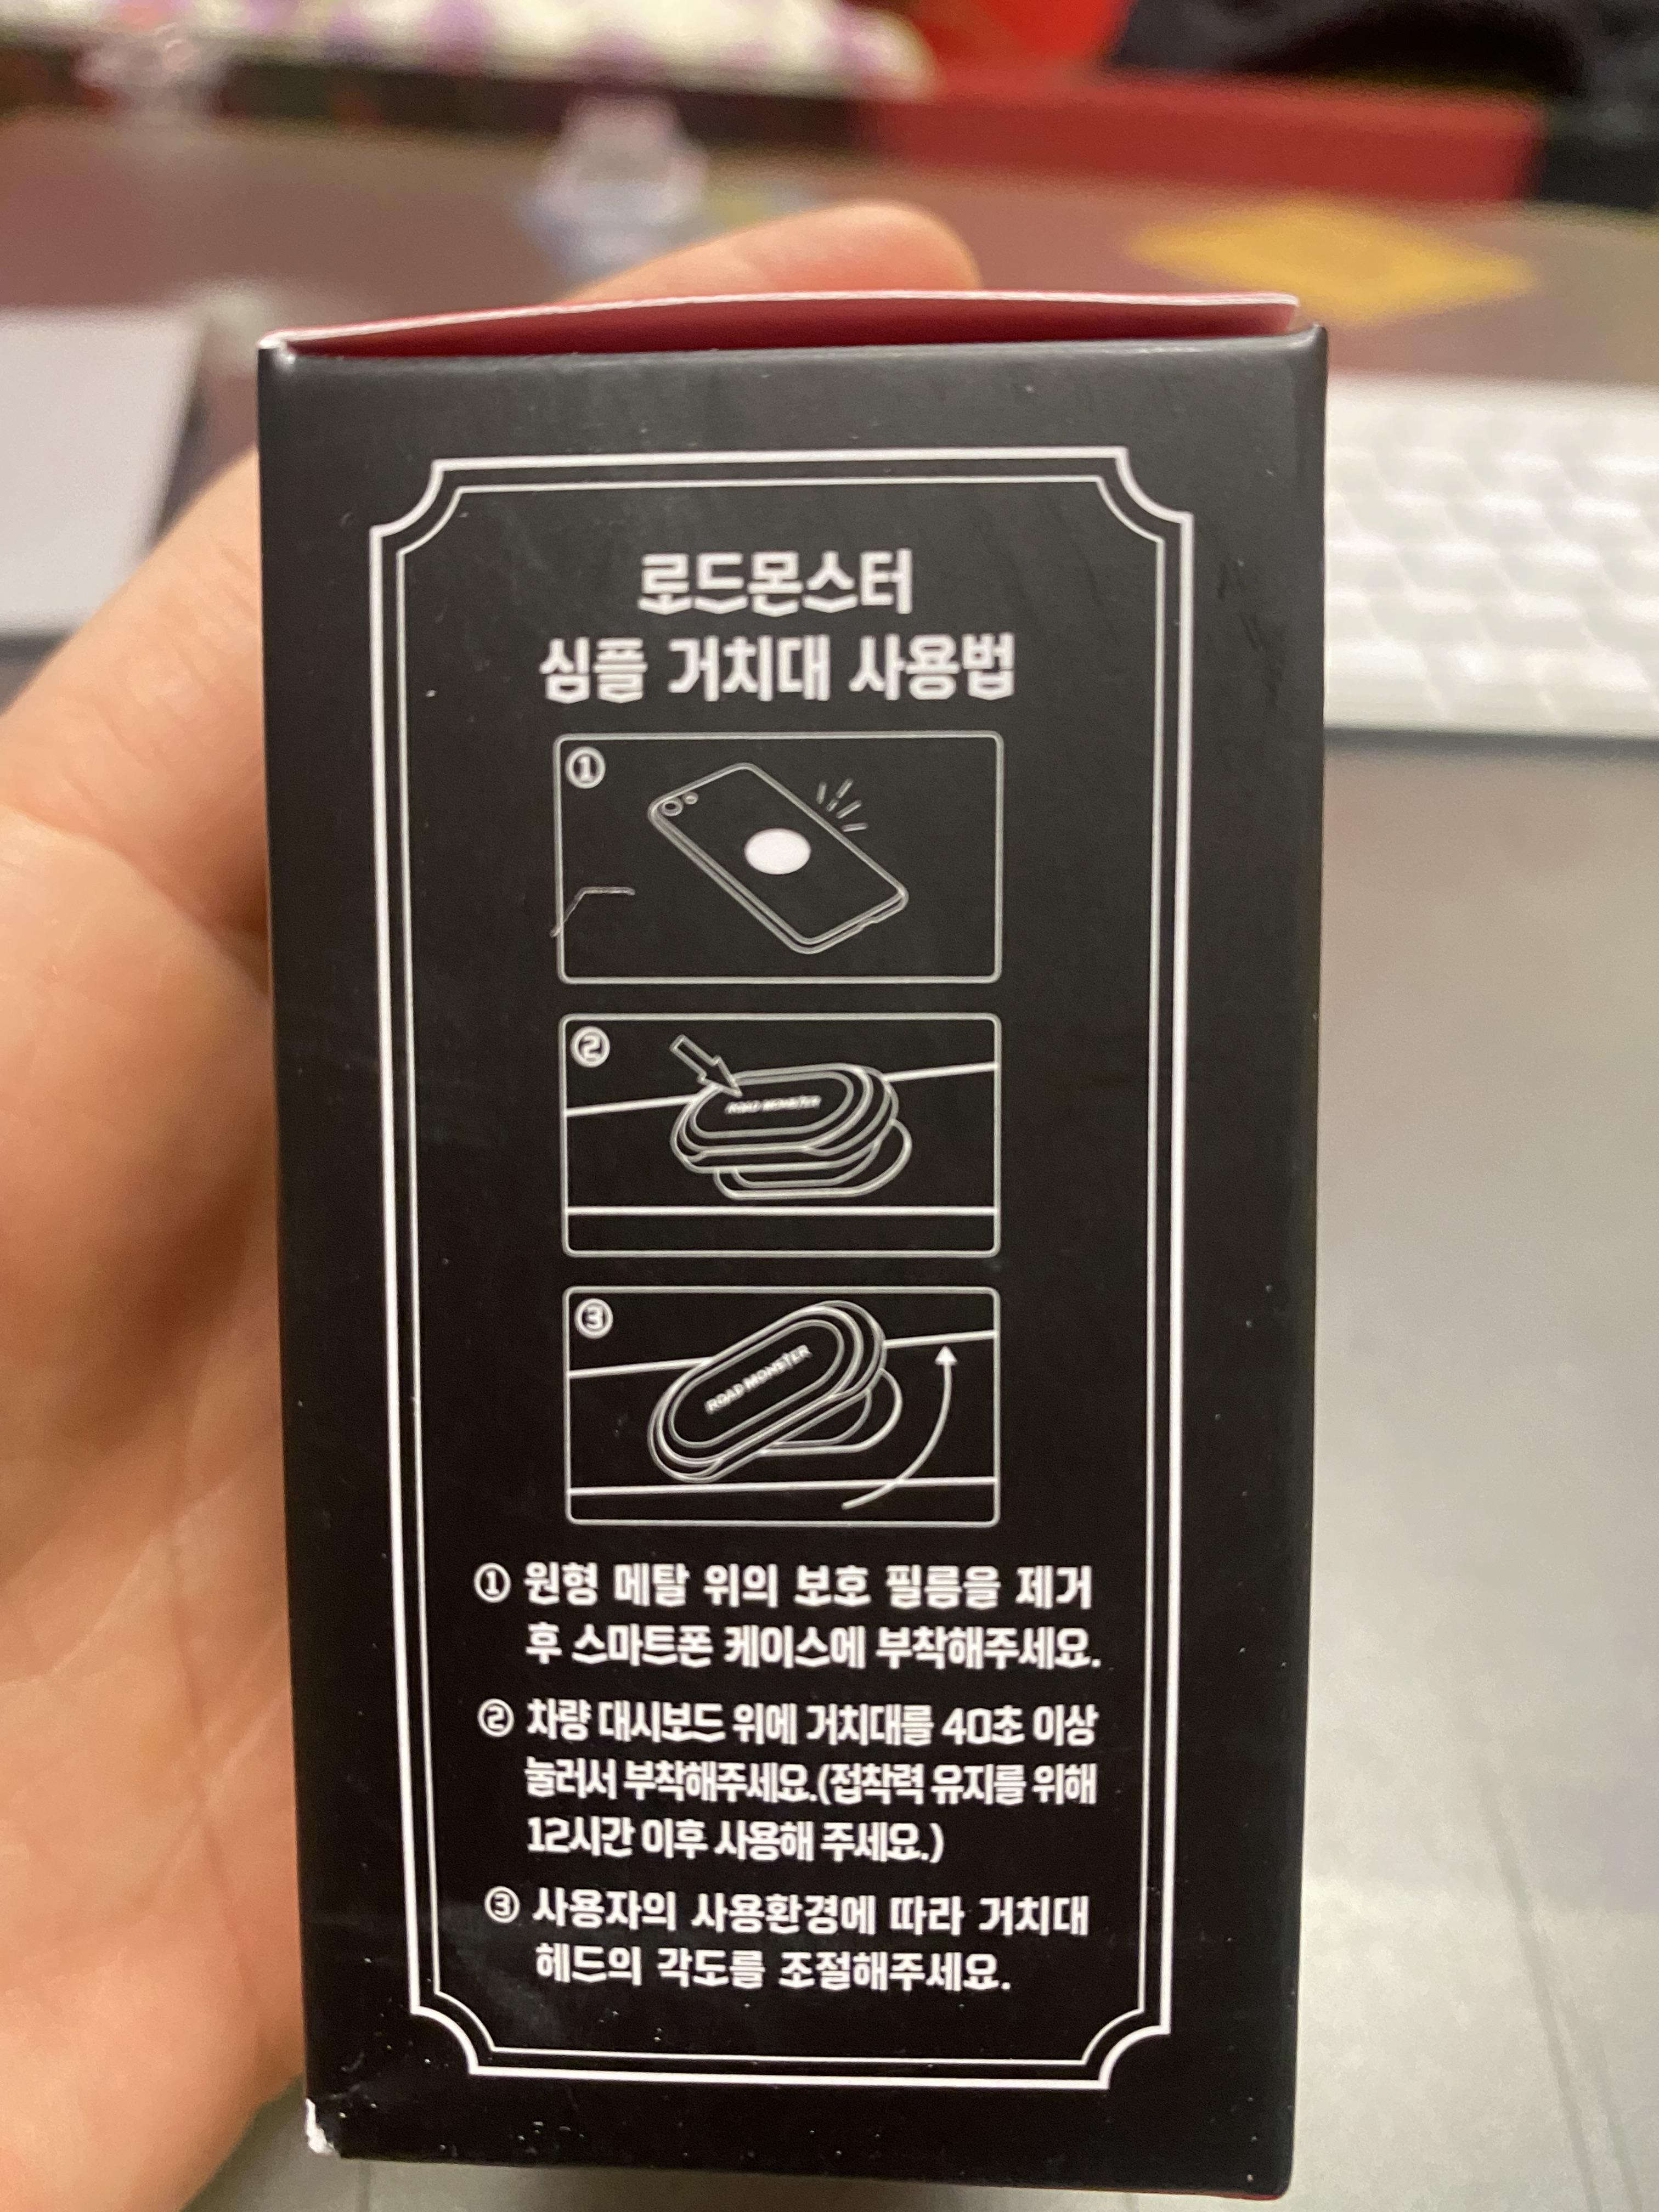 로드몬스터
심플 거치대 사용법
①
②
ROAD MONSTER
③
ROAD MONSTER
① 원형 메탈 위의 보호 필름을 제거
후 스마트폰 케이스에 부착해주세요.
② 차량 대시보드 위에 거치대를 40초 이상
눌러서 부착해주세요.(접착력 유지를 위해
12시간 이후 사용해 주세요.)
③ 사용자의 사용환경에 따라 거치대
헤드의 각도를 조절해주세요.